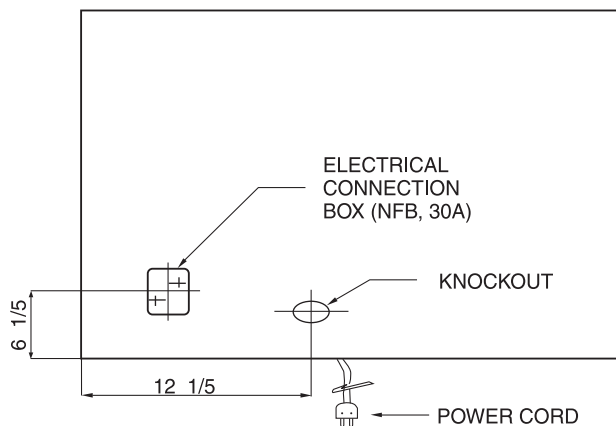 ELECTRICAL
CONNECTION
BOX (NFB, 30A)
KNOCKOUT
6 1/5
12 1/5
POWER CORD